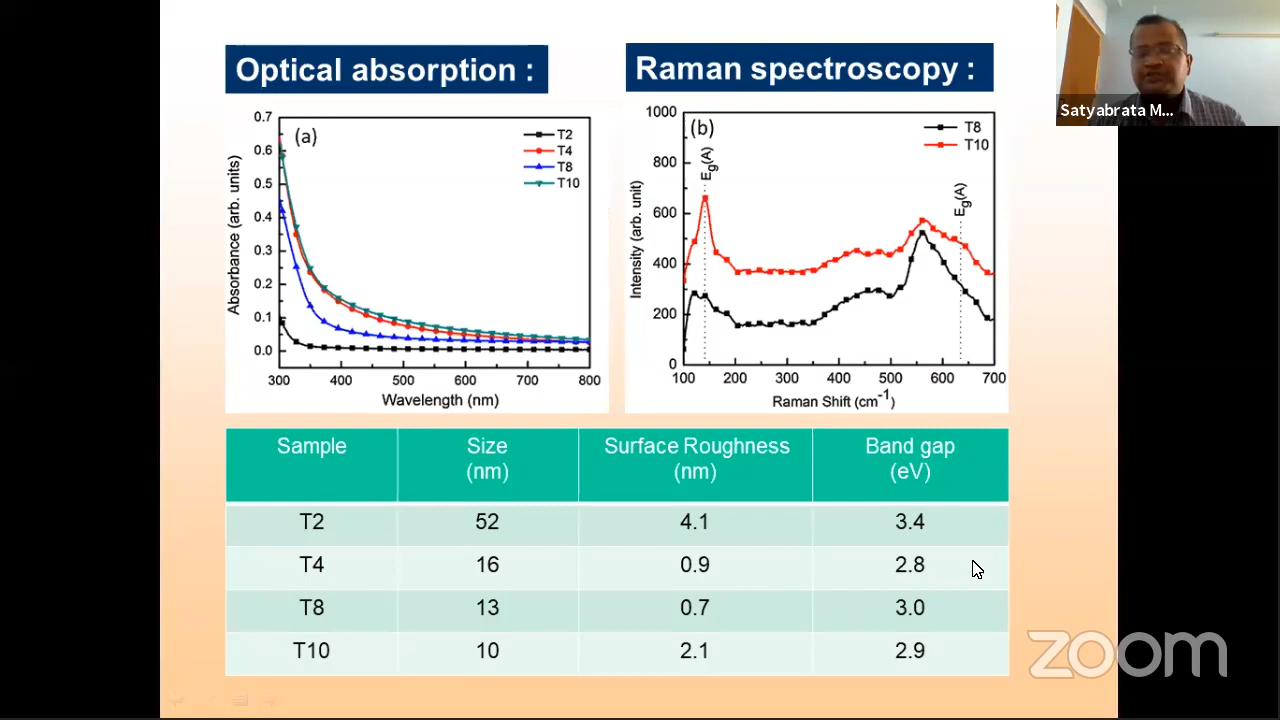 Optical absorption :
Raman spectroscopy :
Satyabrata M...
(a)
T2
T4
T8
T10
0.7
0.6
0.5
0.4
0.3
0.2
0.1
0.0
Absorbance (arb. units)
300 400 500 600 700 800
Wavelength (nm)
(b)
T8
T10
Eg(A)
Eg(A)
1000
800
600
400
200
0
Intensity (arb. unit)
100 200 300 400 500 600 700
Raman Shift (cm-1)
Sample Size (nm) Surface Roughness (nm) Band gap (eV)
T2 52 4.1 3.4
T4 16 0.9 2.8
T8 13 0.7 3.0
T10 10 2.1 2.9
zoom